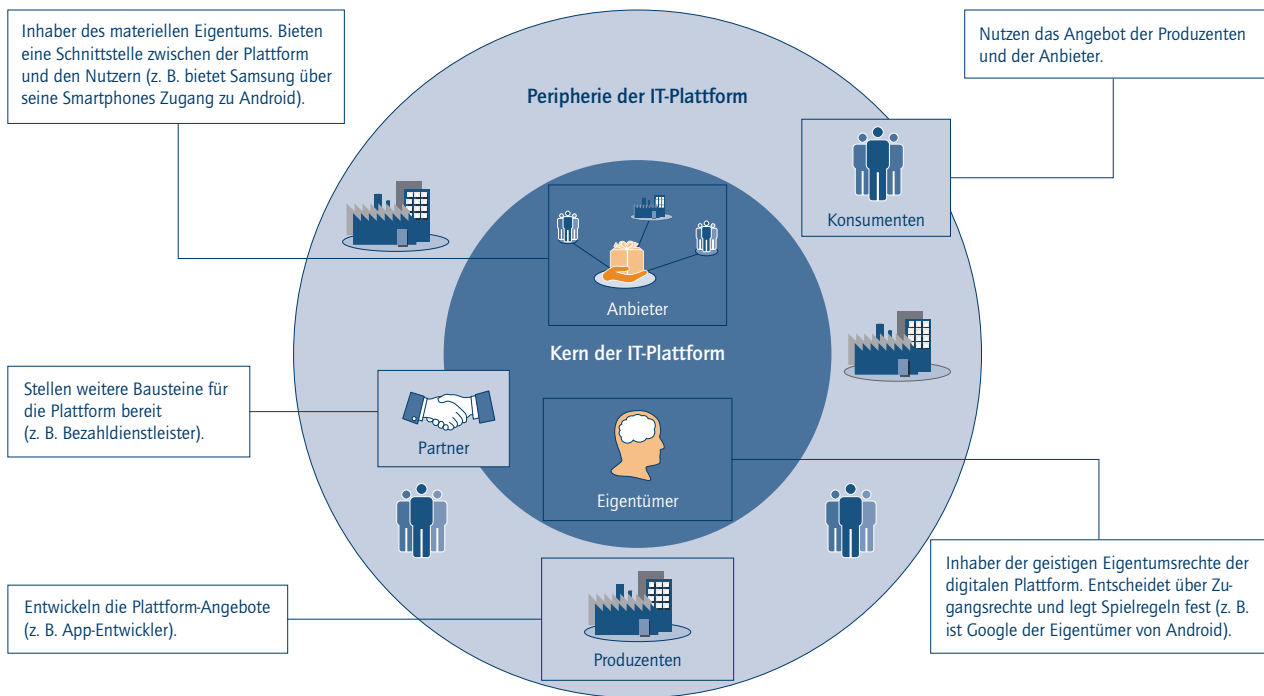 Inhaber des materiellen Eigentums. Bieten
eine Schnittstelle zwischen der Plattform
und den Nutzern (z. B. bietet Samsung über
seine Smartphones Zugang zu Android).
Nutzen das Angebot der Produzenten
und der Anbieter.
Peripherie der IT-Plattform
Konsumenten
Anbieter
Kern der IT-Plattform
Stellen weitere Bausteine für
die Plattform bereit
(z. B. Bezahldienstleister).
Partner
Eigentümer
Inhaber der geistigen Eigentumsrechte der
digitalen Plattform. Entscheidet über Zu-
gangsrechte und legt Spielregeln fest (z. B.
ist Google der Eigentümer von Android).
Entwickeln die Plattform-Angebote
(z. B. App-Entwickler).
Produzenten